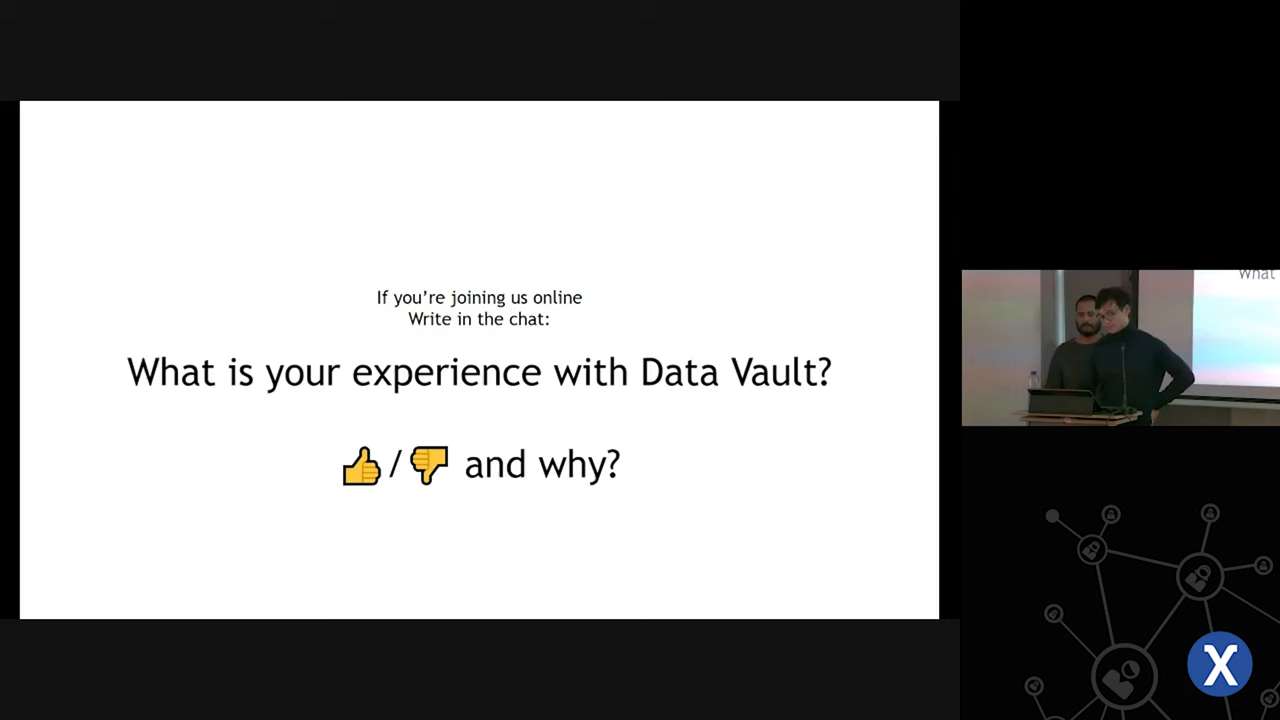 If you’re joining us online
Write in the chat:
What is your experience with Data Vault?
👍/👎 and why?
What
X